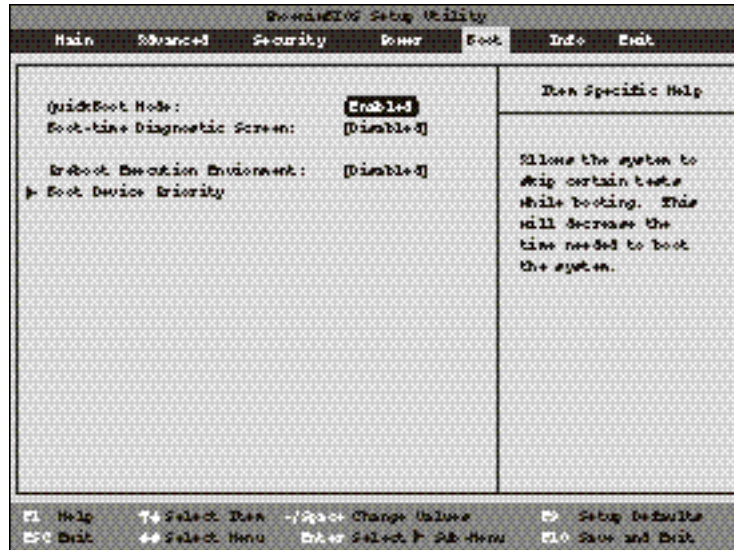 PhoenixBIOS Setup Utility
Main Advanced Security Power Boot Info Exit
QuickBoot Mode: [Enabled]
Boot-time Diagnostic Screen: [Disabled]
Preboot Execution Envionment: [Disabled]
▶ Boot Device Priority
Item Specific Help
Allows the system to
skip certain tests
while booting. This
will decrease the
time needed to boot
the system.
F1 Help ↑↓ Select Item -/Space Change Values F9 Setup Defaults
ESC Exit ←→ Select Menu Enter Select ▶ Sub-Menu F10 Save and Exit